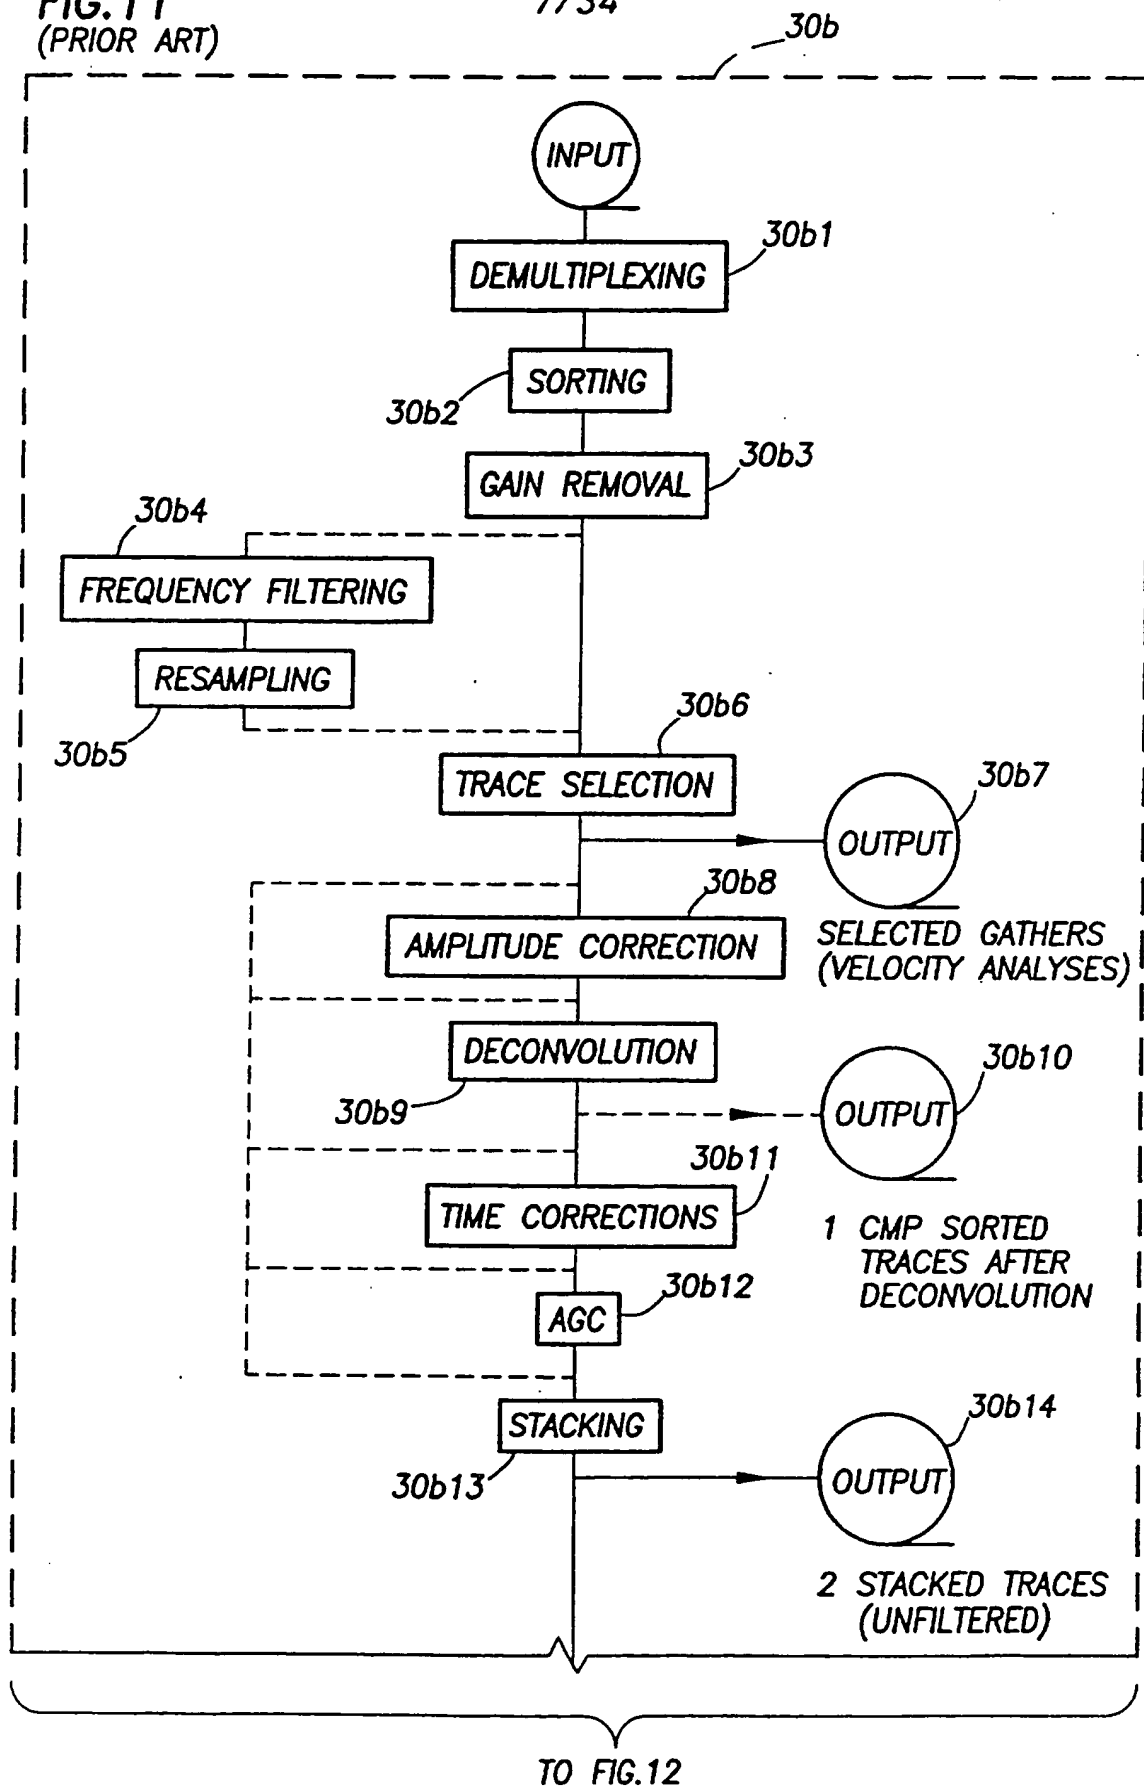 FIG. 11
7/34
(PRIOR ART)
30b
INPUT
30b1
DEMULTIPLEXING
SORTING
30b2
30b3
GAIN REMOVAL
30b4
FREQUENCY FILTERING
RESAMPLING
30b5
30b6
TRACE SELECTION
30b7
OUTPUT
SELECTED GATHERS
(VELOCITY ANALYSES)
30b8
AMPLITUDE CORRECTION
DECONVOLUTION
30b9
30b10
OUTPUT
1 CMP SORTED
TRACES AFTER
DECONVOLUTION
30b11
TIME CORRECTIONS
30b12
AGC
STACKING
30b13
30b14
OUTPUT
2 STACKED TRACES
(UNFILTERED)
TO FIG.12